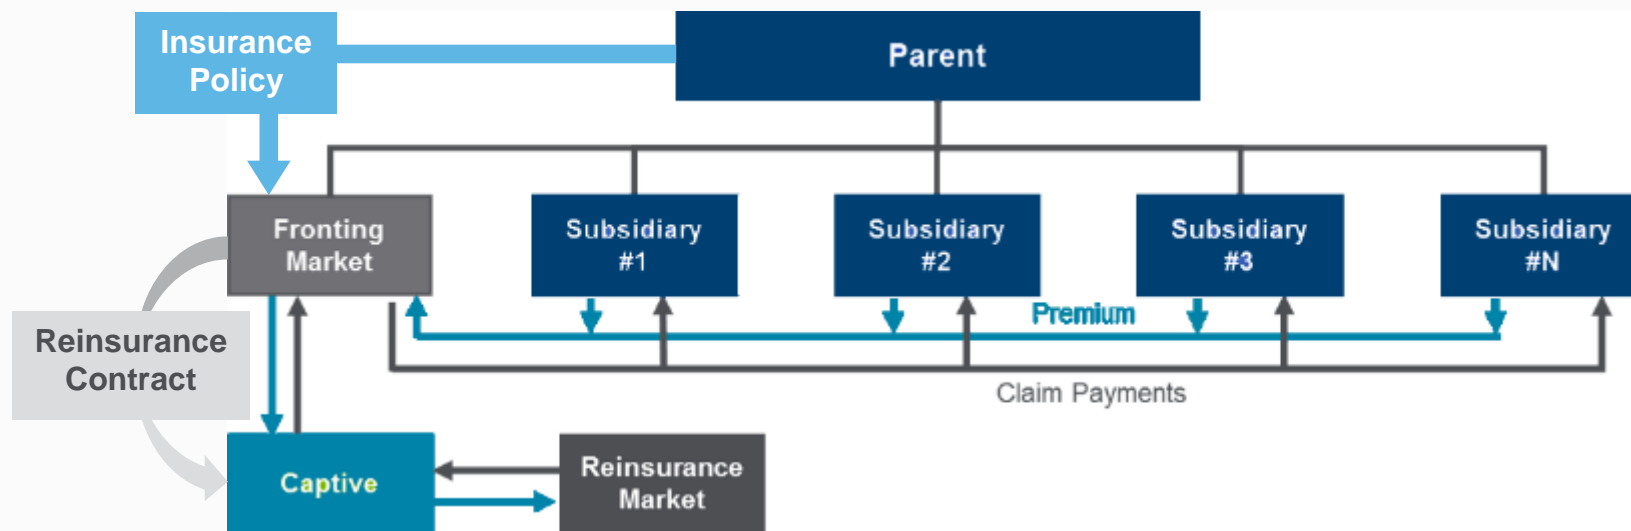 Insurance
Policy
Parent
Fronting
Market
Subsidiary
#1
Subsidiary
#2
Subsidiary
#3
Subsidiary
#N
Premium
Reinsurance
Contract
Claim Payments
Captive
Reinsurance
Market